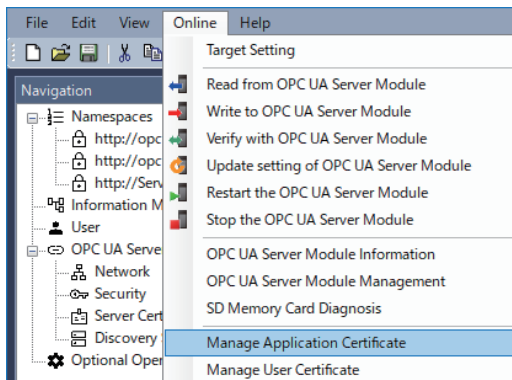 File Edit View Online Help
Target Setting
Navigation
Read from OPC UA Server Module
Namespaces
Write to OPC UA Server Module
http://opc
Verify with OPC UA Server Module
http://opc
Update setting of OPC UA Server Module
http://Serv
Restart the OPC UA Server Module
Information M
Stop the OPC UA Server Module
User
OPC UA Serve
OPC UA Server Module Information
Network
OPC UA Server Module Management
Security
SD Memory Card Diagnosis
Server Cert
Discovery
Manage Application Certificate
Optional Oper
Manage User Certificate